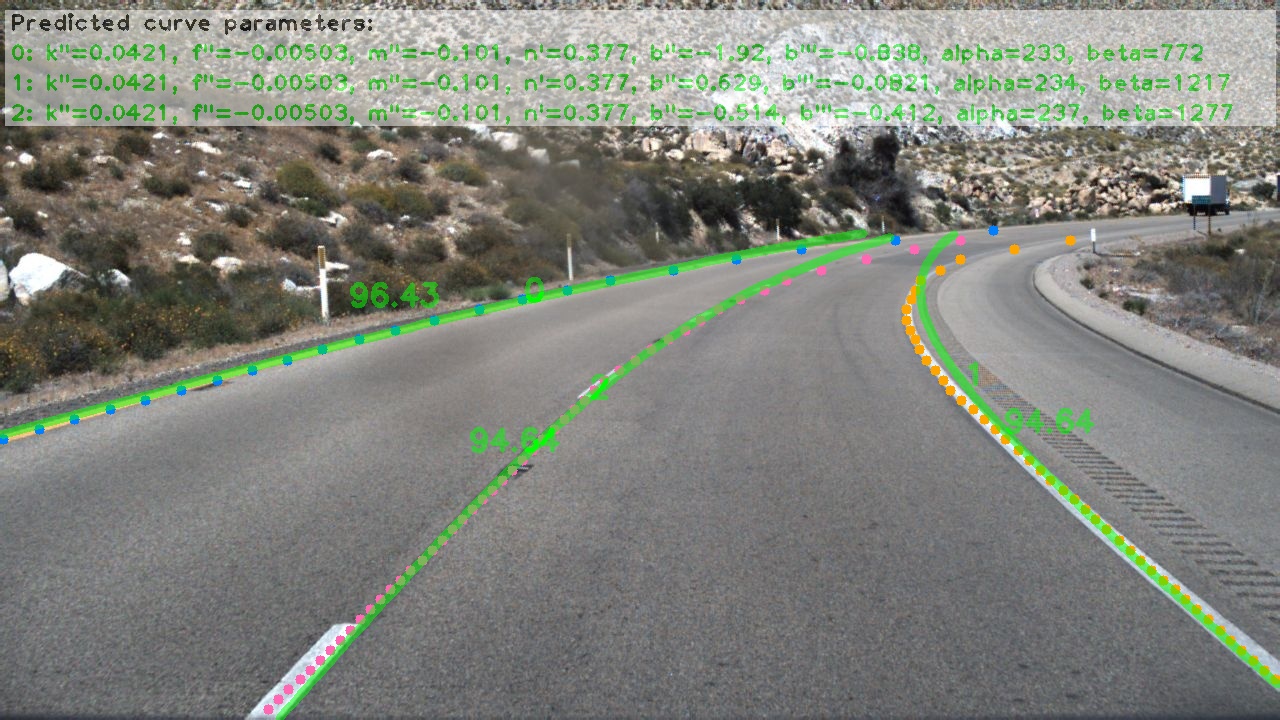 Predicted curve parameters:
0: k''=0.0421, f''=-0.00503, m''=-0.101, n'=0.377, b''=-1.92, b'''=-0.838, alpha=233, beta=772
1: k''=0.0421, f''=-0.00503, m''=-0.101, n'=0.377, b''=0.629, b'''=-0.0821, alpha=234, beta=1217
2: k''=0.0421, f''=-0.00503, m''=-0.101, n'=0.377, b''=-0.514, b'''=-0.412, alpha=237, beta=1277
96.43
0
1
2
94.64
94.64